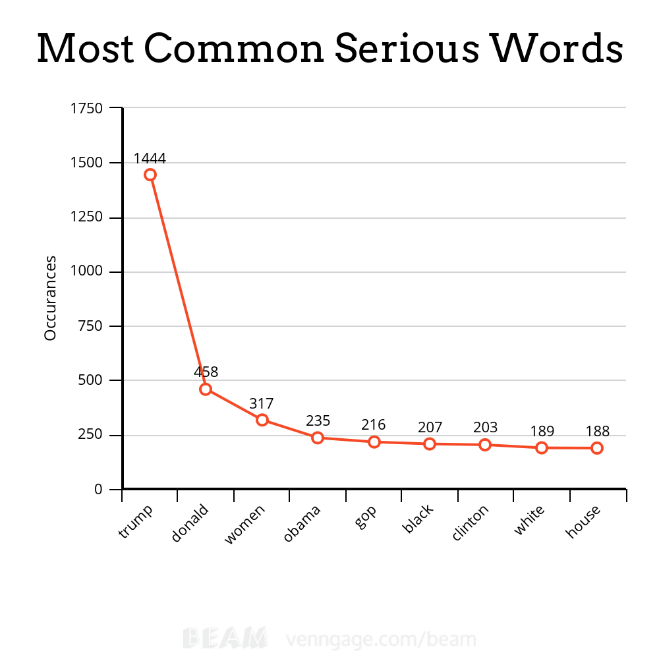 Most Common Serious Words
1750
1500
1250
1000
750
500
250
0
Occurances
1444
458
317
235
216
207
203
189
188
trump
donald
women
obama
gop
black
clinton
white
house
BEAM venngage.com/beam